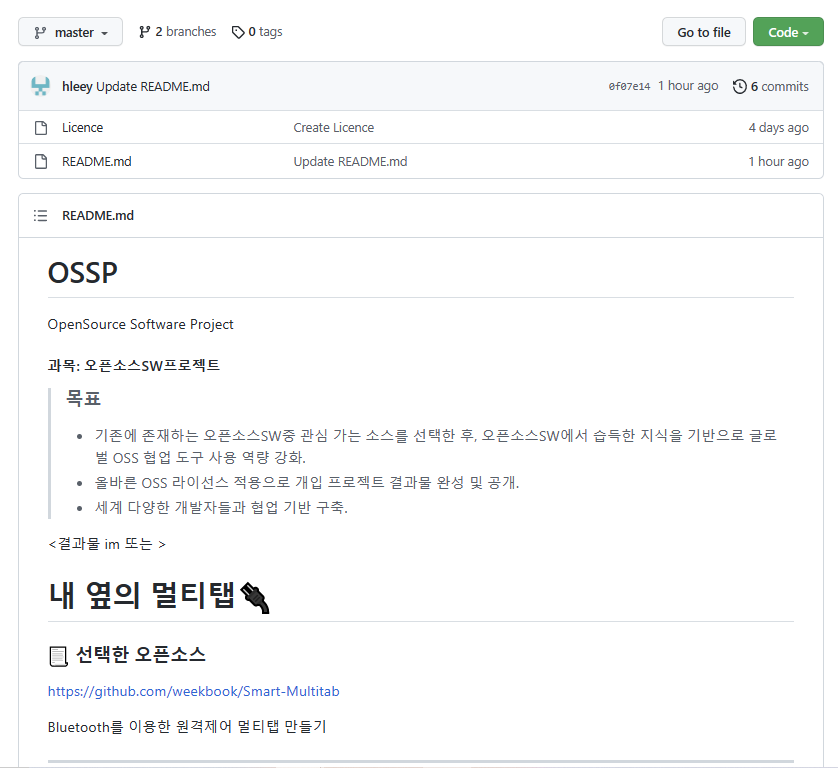 master
2 branches
0 tags
Go to file
Code
hleey Update README.md
0f07e14 1 hour ago 6 commits
Licence Create Licence 4 days ago
README.md Update README.md 1 hour ago
README.md
OSSP
OpenSource Software Project
과목: 오픈소스SW프로젝트
목표
기존에 존재하는 오픈소스SW중 관심 가는 소스를 선택한 후, 오픈소스SW에서 습득한 지식을 기반으로 글로
벌 OSS 협업 도구 사용 역량 강화.
올바른 OSS 라이선스 적용으로 개입 프로젝트 결과물 완성 및 공개.
세계 다양한 개발자들과 협업 기반 구축.
<결과물 im 또는 >
내 옆의 멀티탭
선택한 오픈소스
https://github.com/weekbook/Smart-Multitab
Bluetooth를 이용한 원격제어 멀티탭 만들기